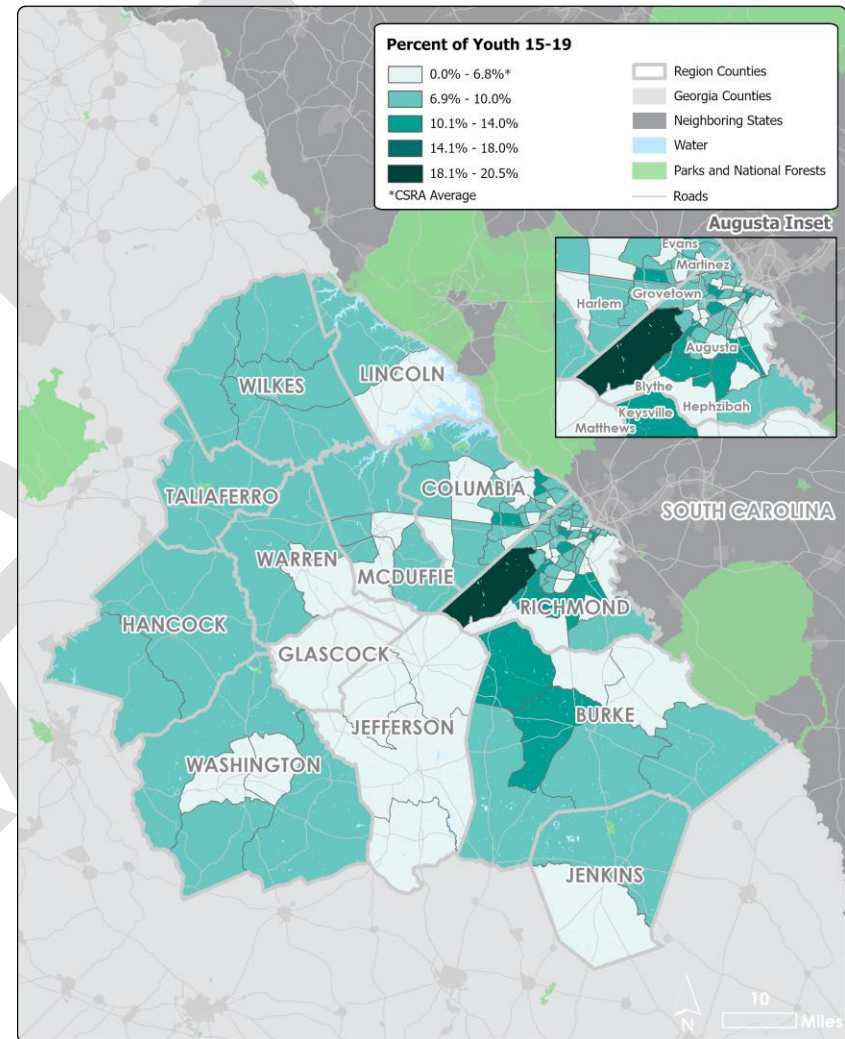 Percent of Youth 15-19
0.0% - 6.8%*
6.9% - 10.0%
10.1% - 14.0%
14.1% - 18.0%
18.1% - 20.5%
*CSRA Average
Region Counties
Georgia Counties
Neighboring States
Water
Parks and National Forests
Roads
Augusta Inset
Evans
Martinez
Grovetown
Harlem
Augusta
Blythe
Hephzibah
Keysville
Matthews
WILKES
LINCOLN
TALIAFERRO
COLUMBIA
SOUTH CAROLINA
WARREN
MCDUFFIE
HANCOCK
RICHMOND
GLASCOCK
JEFFERSON
BURKE
WASHINGTON
JENKINS
N
10
Miles